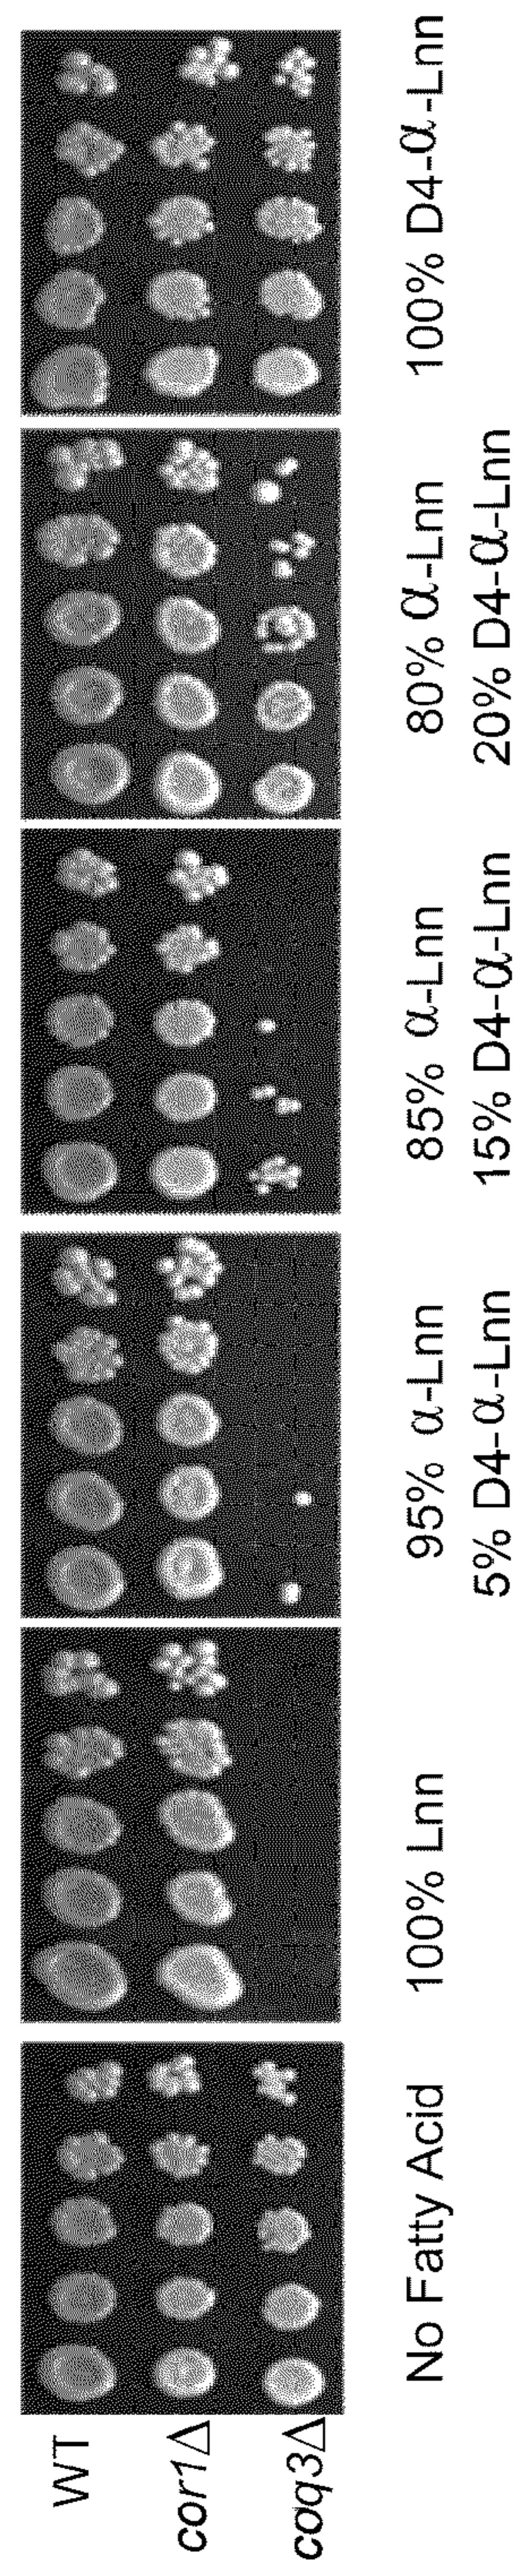 WT
cor1Δ
coq3Δ
No Fatty Acid
100% Lnn
95% α-Lnn
5% D4-α-Lnn
85% α-Lnn
15% D4-α-Lnn
80% α-Lnn
20% D4-α-Lnn
100% D4-α-Lnn